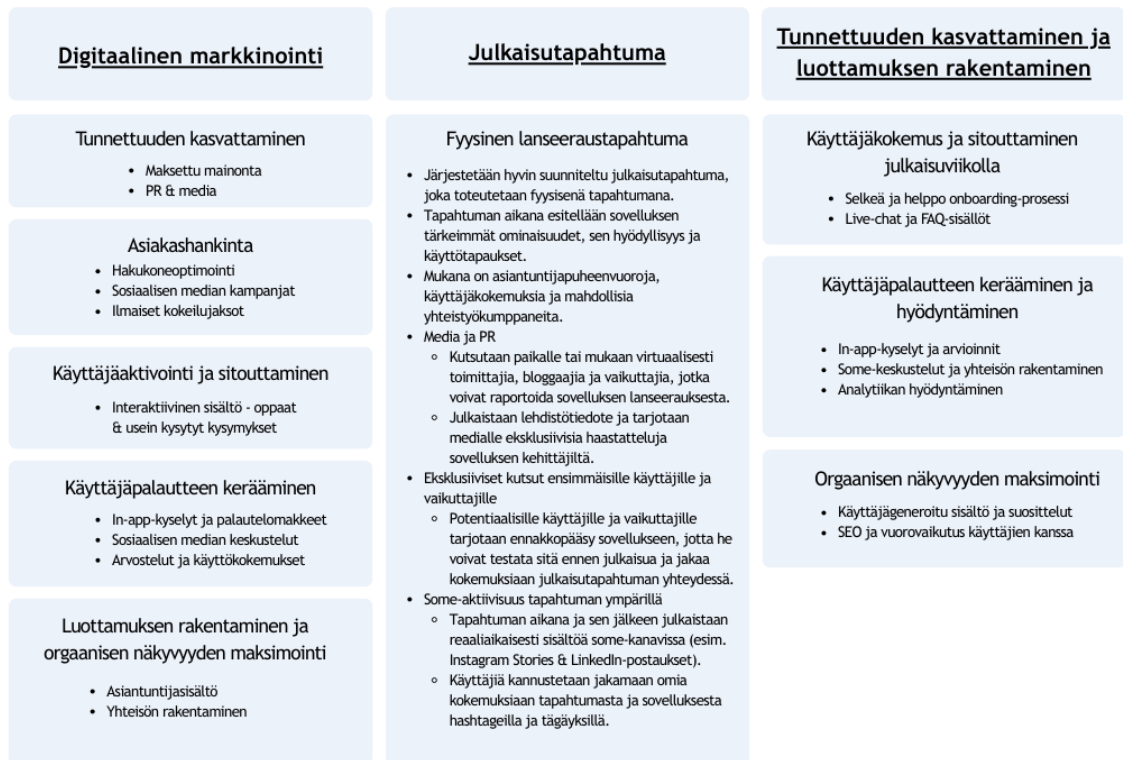 Digitaalinen markkinointi
Tunnettuuden kasvattaminen
• Maksettu mainonta
• PR & media
Asiakashankinta
• Hakukoneoptimointi
• Sosiaalisen median kampanjat
• Ilmaiset kokeilujaksot
Käyttäjäaktivointi ja sitouttaminen
• Interaktiivinen sisältö - oppaat
& usein kysytyt kysymykset
Käyttäjäpalautteen kerääminen
• In-app-kyselyt ja palautelomakkeet
• Sosiaalisen median keskustelut
• Arvostelut ja käyttökokemukset
Luottamuksen rakentaminen ja
orgaanisen näkyvyyden maksimointi
• Asiantuntijasisältö
• Yhteisön rakentaminen
Julkaisutapahtuma
Fyysinen lanseeraustapahtuma
• Järjestetään hyvin suunniteltu julkaisutapahtuma,
joka toteutetaan fyysisenä tapahtumana.
• Tapahtuman aikana esitellään sovelluksen
tärkeimmät ominaisuudet, sen hyödyllisyys ja
käyttötapaukset.
• Mukana on asiantuntijapuheenvuoroja,
käyttäjäkokemuksia ja mahdollisia
yhteistyökumppaneita.
• Media ja PR
◦ Kutsutaan paikalle tai mukaan virtuaalisesti
toimittajia, bloggaajia ja vaikuttajia, jotka
voivat raportoida sovelluksen lanseerauksesta.
◦ Julkaistaan lehdistötiedote ja tarjotaan
medialle eksklusiivisia haastatteluja
sovelluksen kehittäjiltä.
• Eksklusiiviset kutsut ensimmäisille käyttäjille ja
vaikuttajille
◦ Potentiaalisille käyttäjille ja vaikuttajille
tarjotaan ennakkopääsy sovellukseen, jotta he
voivat testata sitä ennen julkaisua ja jakaa
kokemuksiaan julkaisutapahtuman yhteydessä.
• Some-aktiivisuus tapahtuman ympärillä
◦ Tapahtuman aikana ja sen jälkeen julkaistaan
reaaliaikaisesti sisältöä some-kanavissa (esim.
Instagram Stories & LinkedIn-postaukset).
◦ Käyttäjiä kannustetaan jakamaan omia
kokemuksiaan tapahtumasta ja sovelluksesta
hashtageilla ja tägäyksillä.
Tunnettuuden kasvattaminen ja
luottamuksen rakentaminen
Käyttäjäkokemus ja sitouttaminen
julkaisuviikolla
• Selkeä ja helppo onboarding-prosessi
• Live-chat ja FAQ-sisällöt
Käyttäjäpalautteen kerääminen ja
hyödyntäminen
• In-app-kyselyt ja arvioinnit
• Some-keskustelut ja yhteisön rakentaminen
• Analytiikan hyödyntäminen
Orgaanisen näkyvyyden maksimointi
• Käyttäjägeneroitu sisältö ja suosittelut
• SEO ja vuorovaikutus käyttäjien kanssa